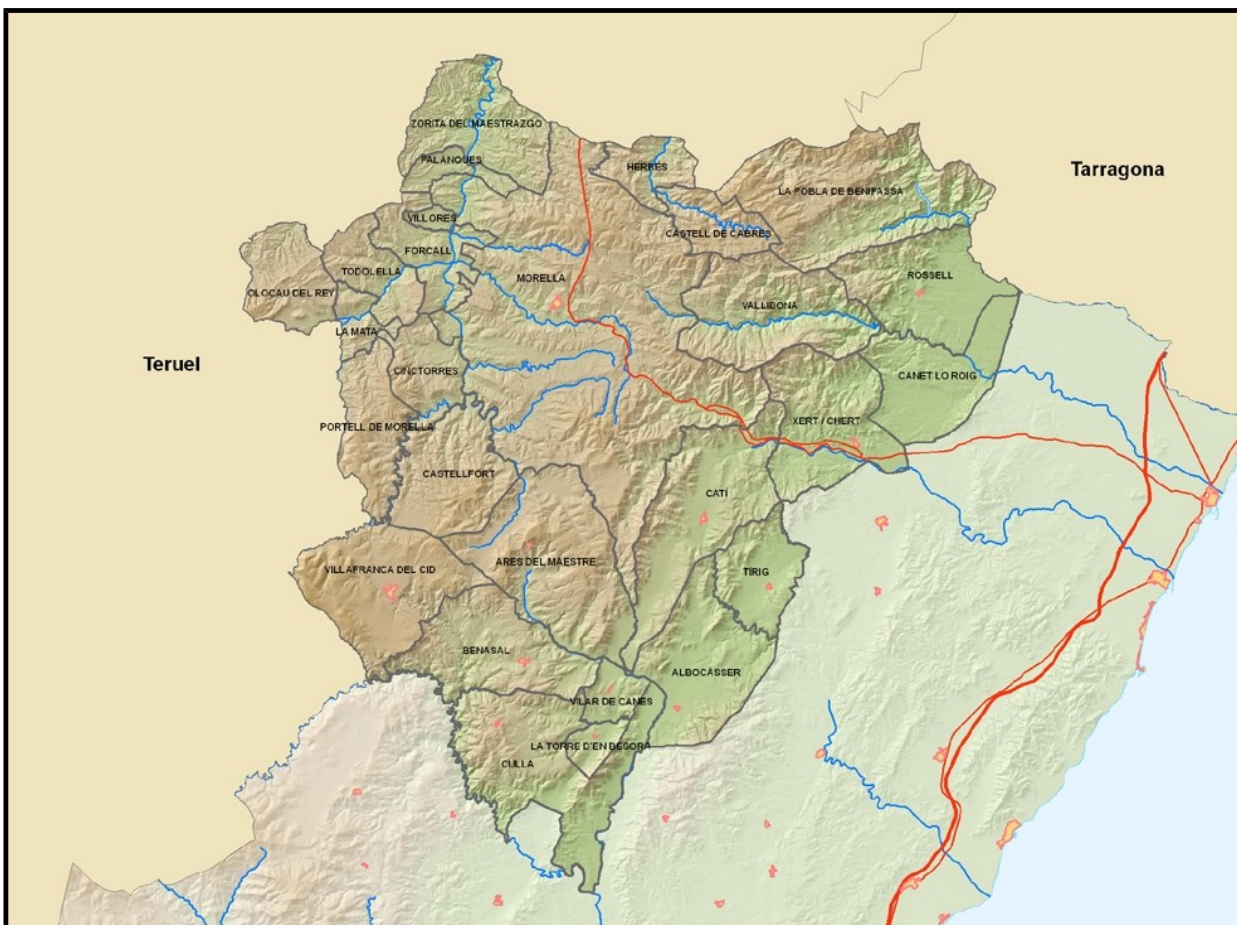 ZORITA DEL MAESTRAZGO
PALANQUES
HERBÉS
Tarragona
LA POBLA DE BENIFASSÀ
VILLORES
CASTELL DE CABRES
FORCALL
TODOLELLA
MORELLA
ROSSELL
OLOCAU DEL REY
VALLIBONA
LA MATA
Teruel
CINCTORRES
CANET LO ROIG
PORTELL DE MORELLA
XERT / CHERT
CASTELLFORT
CATÍ
ARES DEL MAESTRE
VILLAFRANCA DEL CID
TÍRIG
BENASAL
ALBOCÀSSER
VILAR DE CANES
LA TORRE D'EN BESORA
CULLA